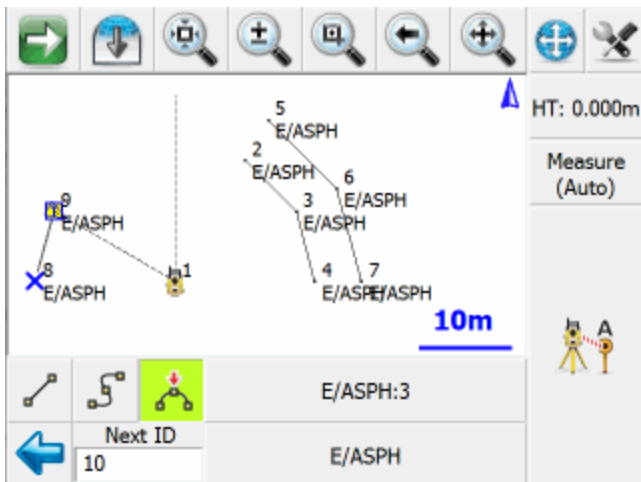 HT: 0.000m
Measure
(Auto)
5
E/ASPH
2
E/ASPH
6
E/ASPH
3
E/ASPH
9
E/ASPH
8
E/ASPH
1
4
E/ASPH
7
E/ASPH
10m
A
E/ASPH:3
Next ID
10
E/ASPH